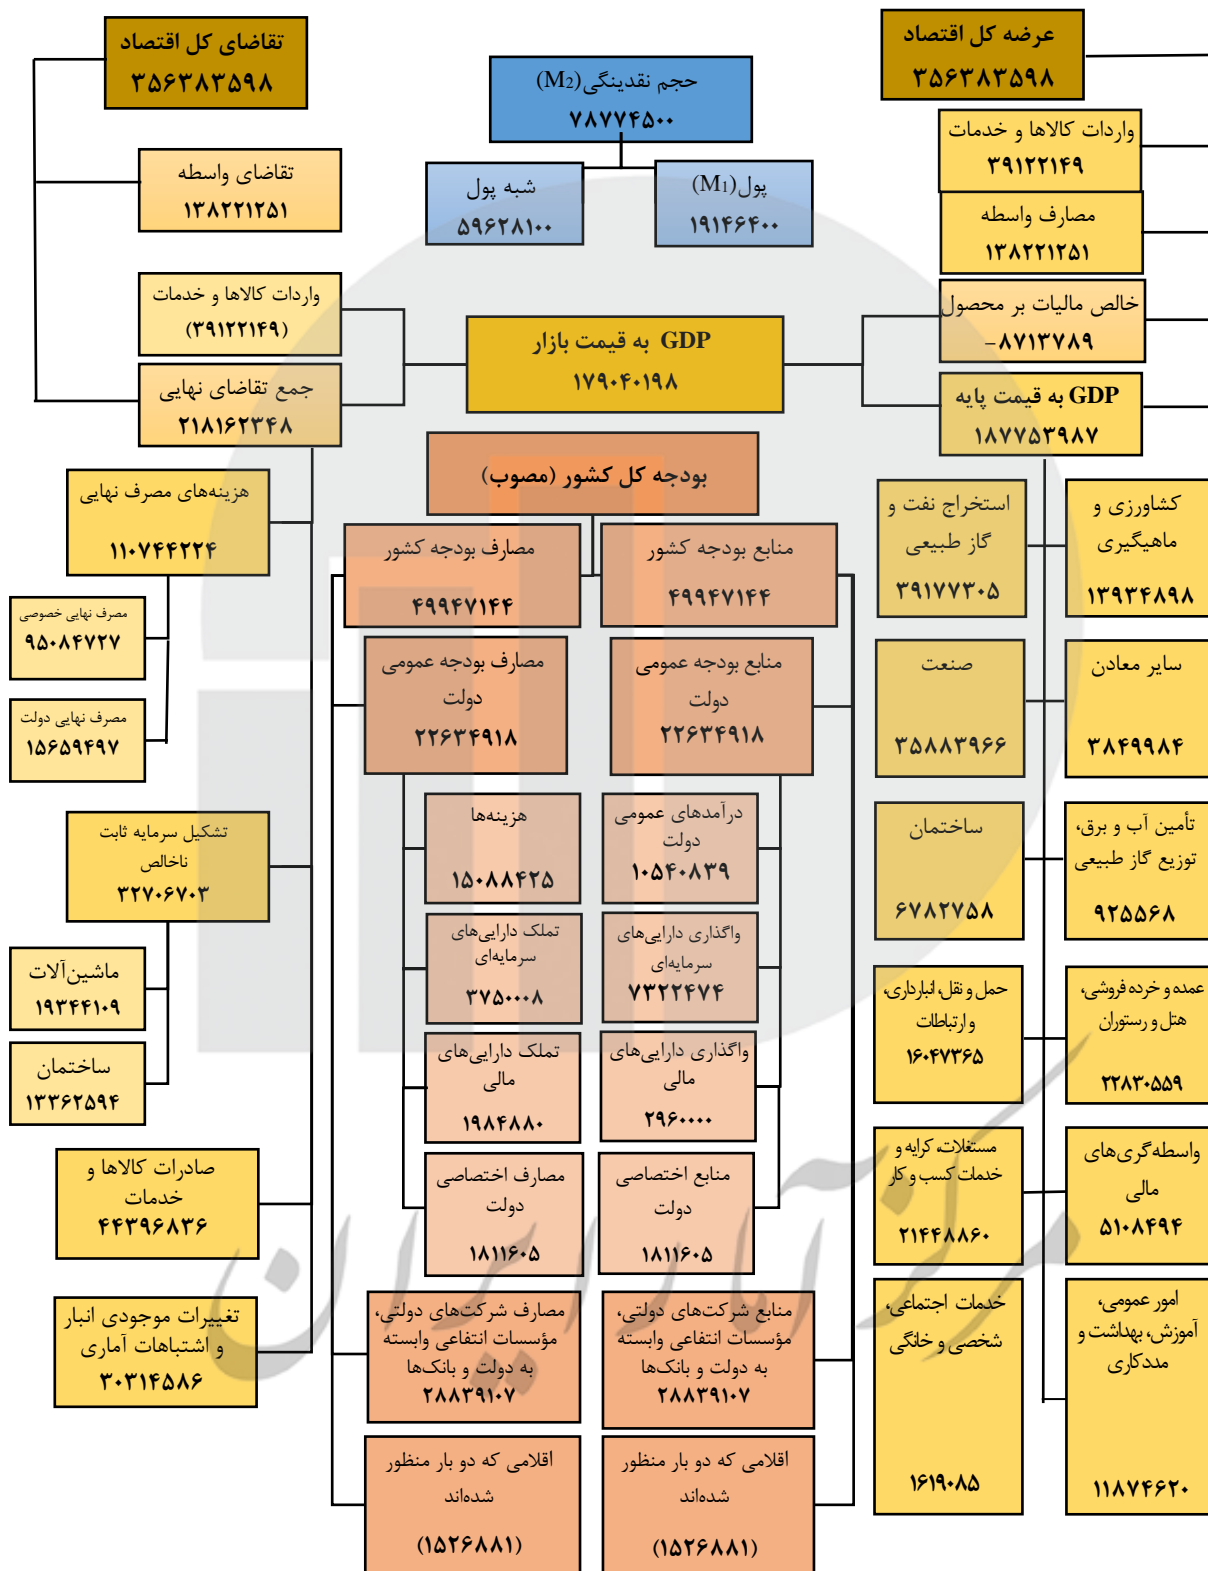 تقاضای کل اقتصاد
۳۵۶۳۸۳۵۹۸
عرضه کل اقتصاد
۳۵۶۳۸۳۵۹۸
حجم نقدینگی(M2)
۷۸۷۷۴۵۰۰
شبه پول
۵۹۶۲۸۱۰۰
پول(M1)
۱۹۱۴۶۴۰۰
تقاضای واسطه
۱۳۸۲۲۱۲۵۱
واردات کالاها و خدمات
(۳۹۱۲۲۱۴۹)
جمع تقاضای نهایی
۲۱۸۱۶۲۳۴۸
GDP به قیمت بازار
۱۷۹۰۴۰۱۹۸
واردات کالاها و خدمات
۳۹۱۲۲۱۴۹
مصارف واسطه
۱۳۸۲۲۱۲۵۱
خالص مالیات بر محصول
-۸۷۱۳۷۸۹
GDP به قیمت پایه
۱۸۷۷۵۳۹۸۷
هزینه‌های مصرف نهایی
۱۱۰۷۴۴۲۲۴
مصرف نهایی خصوصی
۹۵۰۸۴۷۲۷
مصرف نهایی دولت
۱۵۶۵۹۴۹۷
تشکیل سرمایه ثابت
ناخالص
۳۲۷۰۶۷۰۳
ماشین‌آلات
۱۹۳۴۴۱۰۹
ساختمان
۱۳۳۶۲۵۹۴
صادرات کالاها و
خدمات
۴۴۳۹۶۸۳۶
تغییرات موجودی انبار
و اشتباهات آماری
۳۰۳۱۴۵۸۶
بودجه کل کشور (مصوب)
منابع بودجه کشور
۴۹۹۴۷۱۴۴
مصارف بودجه کشور
۴۹۹۴۷۱۴۴
منابع بودجه عمومی
دولت
۲۲۶۳۴۹۱۸
مصارف بودجه عمومی
دولت
۲۲۶۳۴۹۱۸
درآمدهای عمومی
دولت
۱۰۵۴۰۸۳۹
هزینه‌ها
۱۵۰۸۸۴۲۵
واگذاری دارایی‌های
سرمایه‌ای
۷۳۲۲۴۷۴
تملک دارایی‌های
سرمایه‌ای
۳۷۵۰۰۰۸
واگذاری دارایی‌های
مالی
۲۹۶۰۰۰۰
تملک دارایی‌های
مالی
۱۹۸۴۸۸۰
منابع اختصاصی
دولت
۱۸۱۱۶۰۵
مصارف اختصاصی
دولت
۱۸۱۱۶۰۵
منابع شرکت‌های دولتی،
مؤسسات انتفاعی وابسته
به دولت و بانک‌ها
۲۸۸۳۹۱۰۷
مصارف شرکت‌های دولتی،
مؤسسات انتفاعی وابسته
به دولت و بانک‌ها
۲۸۸۳۹۱۰۷
اقلامی که دو بار منظور
شده‌اند
(۱۵۲۶۸۸۱)
اقلامی که دو بار منظور
شده‌اند
(۱۵۲۶۸۸۱)
کشاورزی و
ماهیگیری
۱۳۹۳۴۸۹۸
استخراج نفت و
گاز طبیعی
۳۹۱۷۷۳۰۵
سایر معادن
۳۸۴۹۹۸۴
صنعت
۳۵۸۸۳۹۶۶
تأمین آب و برق،
توزیع گاز طبیعی
۹۲۵۵۶۸
ساختمان
۶۷۸۲۷۵۸
عمده و خرده فروشی،
هتل و رستوران
۲۲۸۳۰۵۵۹
حمل و نقل، انبارداری،
و ارتباطات
۱۶۰۴۷۳۶۵
واسطه‌گری‌های
مالی
۵۱۰۸۴۹۴
مستغلات، کرایه و
خدمات کسب و کار
۲۱۴۴۸۸۶۰
امور عمومی،
آموزش، بهداشت و
مددکاری
۱۱۸۷۴۶۲۰
خدمات اجتماعی،
شخصی و خانگی
۱۶۱۹۰۸۵
مرکز آمار ایران